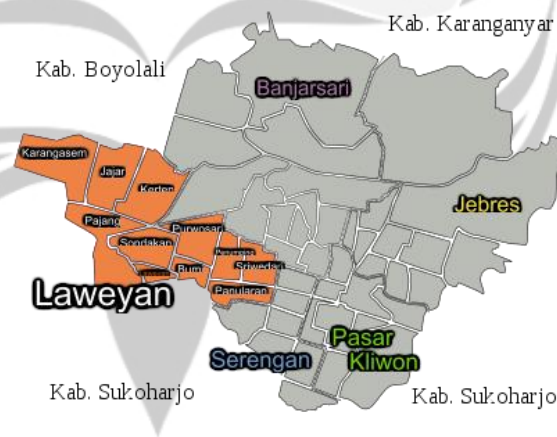 Kab. Karanganyar
Kab. Boyolali
Banjarsari
Karangasem
Jajar
Kerten
Jebres
Pajang
Purwosari
Sondakan
Sriwedari
Bumi
Laweyan
Panularan
Pasar
Kliwon
Serengan
Kab. Sukoharjo
Kab. Sukoharjo